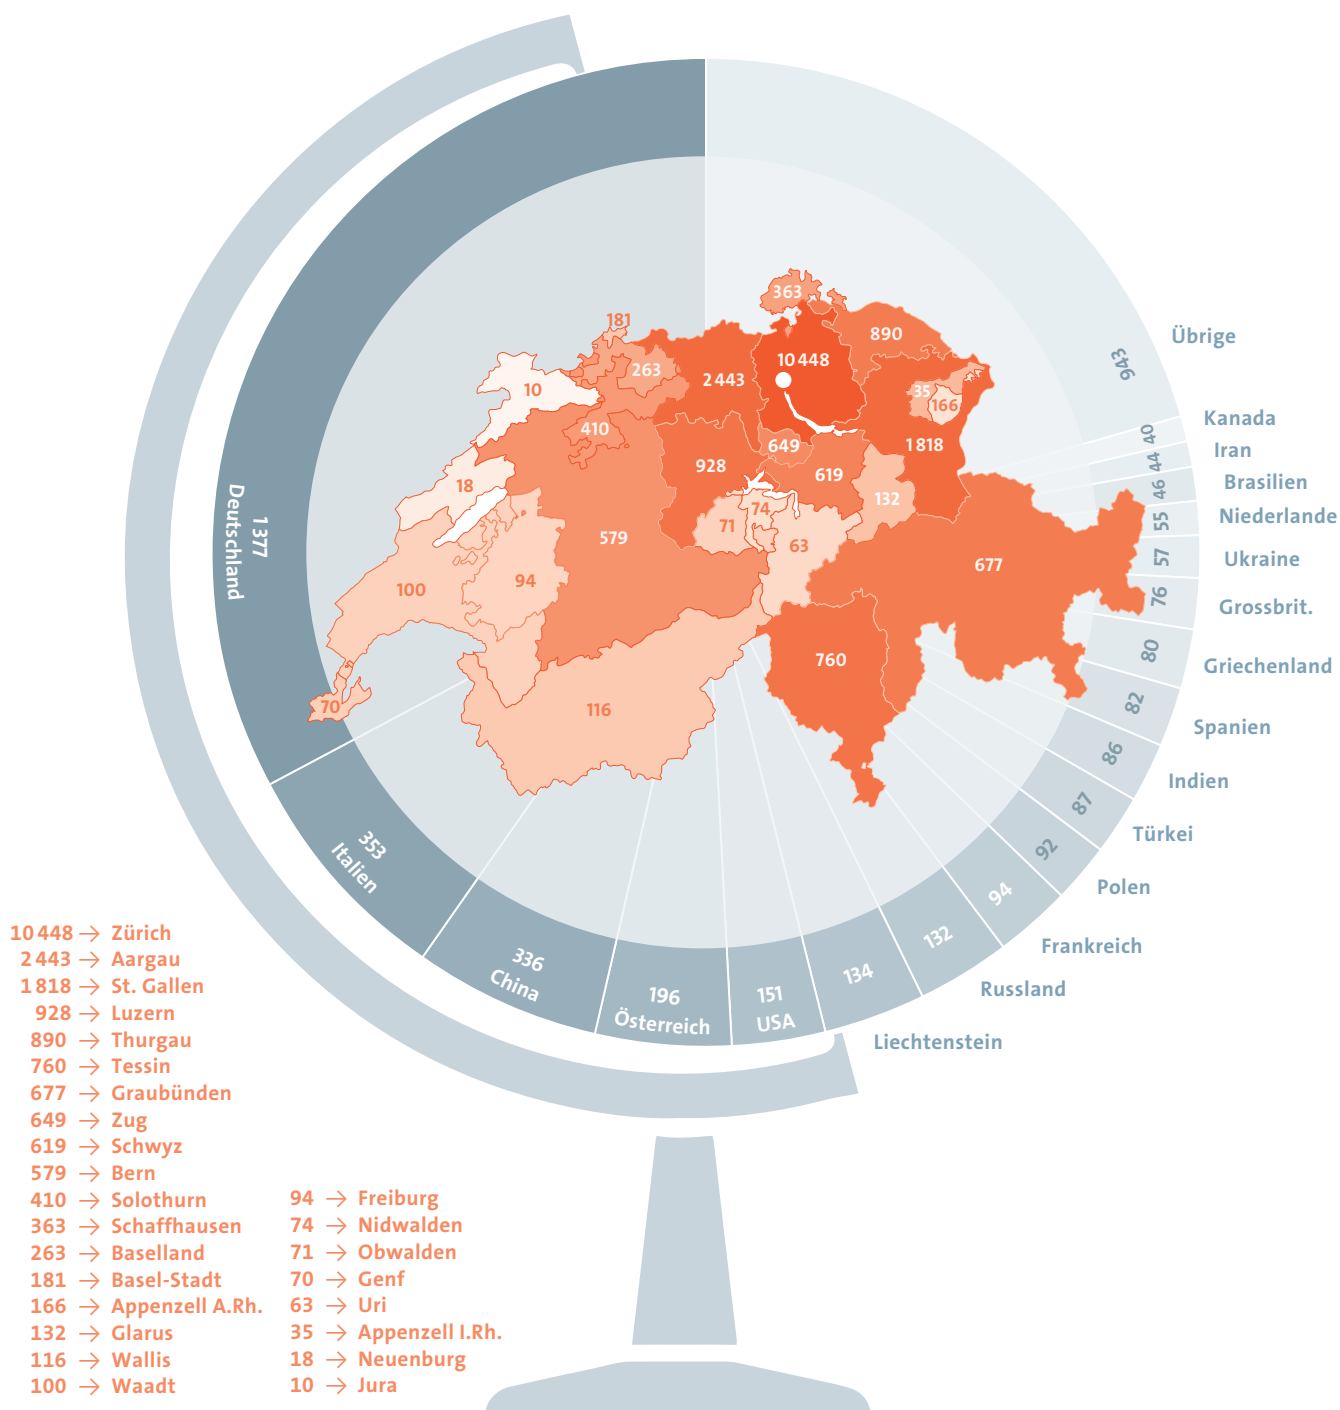 943
Übrige
Kanada
40
Iran
44
Brasilien
46
Niederlande
55
Ukraine
57
Grossbrit.
76
Griechenland
80
Spanien
82
Indien
86
Türkei
87
Polen
92
Frankreich
94
Russland
132
Liechtenstein
134
151
USA
196
Österreich
336
China
353
Italien
1 377
Deutschland
363
181
890
10 448
263
2 443
10
35
166
410
649
1 818
928
619
18
132
74
71
579
63
677
94
100
760
70
116
10 448 → Zürich
2 443 → Aargau
1 818 → St. Gallen
928 → Luzern
890 → Thurgau
760 → Tessin
677 → Graubünden
649 → Zug
619 → Schwyz
579 → Bern
410 → Solothurn
363 → Schaffhausen
263 → Baselland
181 → Basel-Stadt
166 → Appenzell A.Rh.
132 → Glarus
116 → Wallis
100 → Waadt
94 → Freiburg
74 → Nidwalden
71 → Obwalden
70 → Genf
63 → Uri
35 → Appenzell I.Rh.
18 → Neuenburg
10 → Jura